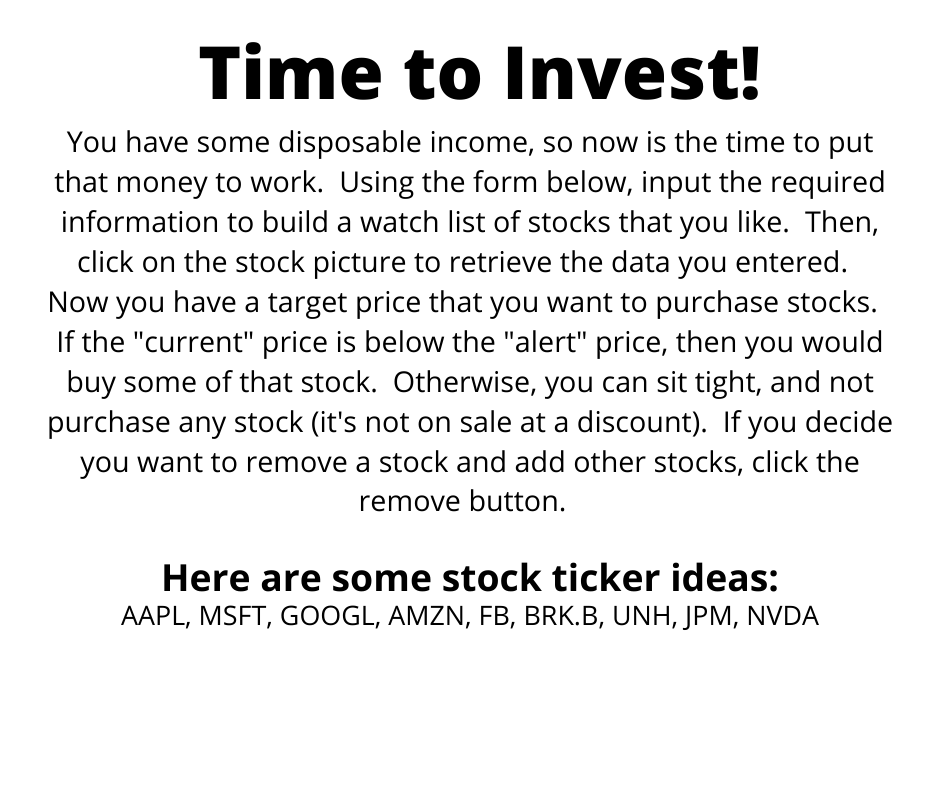 Time to Invest!
You have some disposable income, so now is the time to put
that money to work.  Using the form below, input the required
information to build a watch list of stocks that you like.  Then,
click on the stock picture to retrieve the data you entered.
Now you have a target price that you want to purchase stocks.
If the "current" price is below the "alert" price, then you would
buy some of that stock.  Otherwise, you can sit tight, and not
purchase any stock (it's not on sale at a discount).  If you decide
you want to remove a stock and add other stocks, click the
remove button.
Here are some stock ticker ideas:
AAPL, MSFT, GOOGL, AMZN, FB, BRK.B, UNH, JPM, NVDA